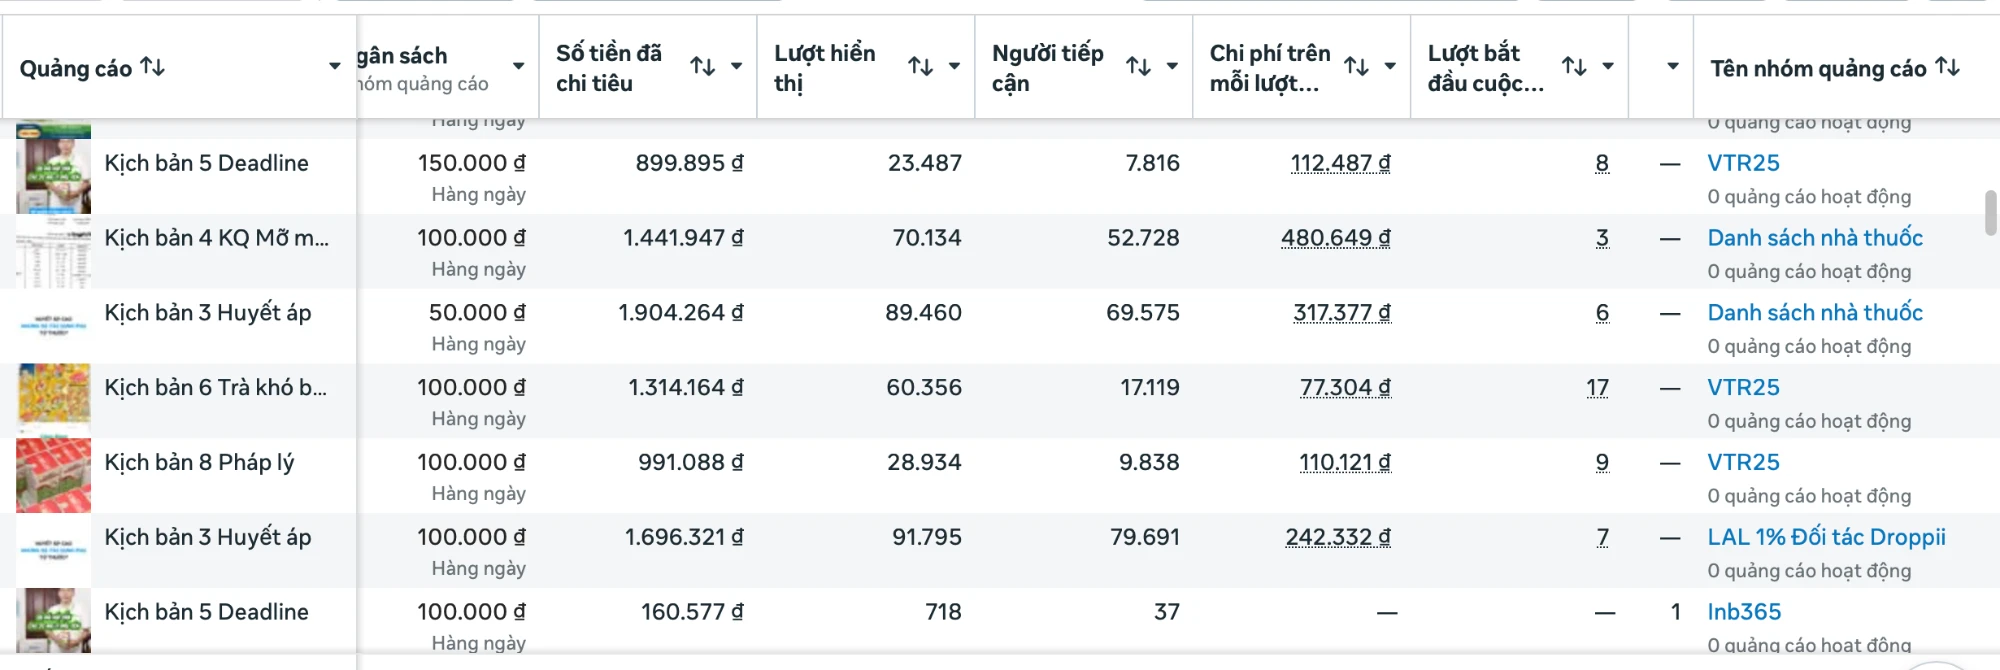 Quảng cáo
gân sách
hóm quảng cáo
Số tiền đã
chi tiêu
Lượt hiển
thị
Người tiếp
cận
Chi phí trên
mỗi lượt...
Lượt bắt
đầu cuộc...
Tên nhóm quảng cáo
Hàng ngày
0 quảng cáo hoạt động
Kịch bản 5 Deadline 150.000 ₫ 899.895 ₫ 23.487 7.816 112.487 ₫ 8 — VTR25
Hàng ngày 0 quảng cáo hoạt động
Kịch bản 4 KQ Mỡ m... 100.000 ₫ 1.441.947 ₫ 70.134 52.728 480.649 ₫ 3 — Danh sách nhà thuốc
Hàng ngày 0 quảng cáo hoạt động
Kịch bản 3 Huyết áp 50.000 ₫ 1.904.264 ₫ 89.460 69.575 317.377 ₫ 6 — Danh sách nhà thuốc
Hàng ngày 0 quảng cáo hoạt động
Kịch bản 6 Trà khó b... 100.000 ₫ 1.314.164 ₫ 60.356 17.119 77.304 ₫ 17 — VTR25
Hàng ngày 0 quảng cáo hoạt động
Kịch bản 8 Pháp lý 100.000 ₫ 991.088 ₫ 28.934 9.838 110.121 ₫ 9 — VTR25
Hàng ngày 0 quảng cáo hoạt động
Kịch bản 3 Huyết áp 100.000 ₫ 1.696.321 ₫ 91.795 79.691 242.332 ₫ 7 — LAL 1% Đối tác Droppii
Hàng ngày 0 quảng cáo hoạt động
Kịch bản 5 Deadline 100.000 ₫ 160.577 ₫ 718 37 — — 1 Inb365
Hàng ngày 0 quảng cáo hoạt động